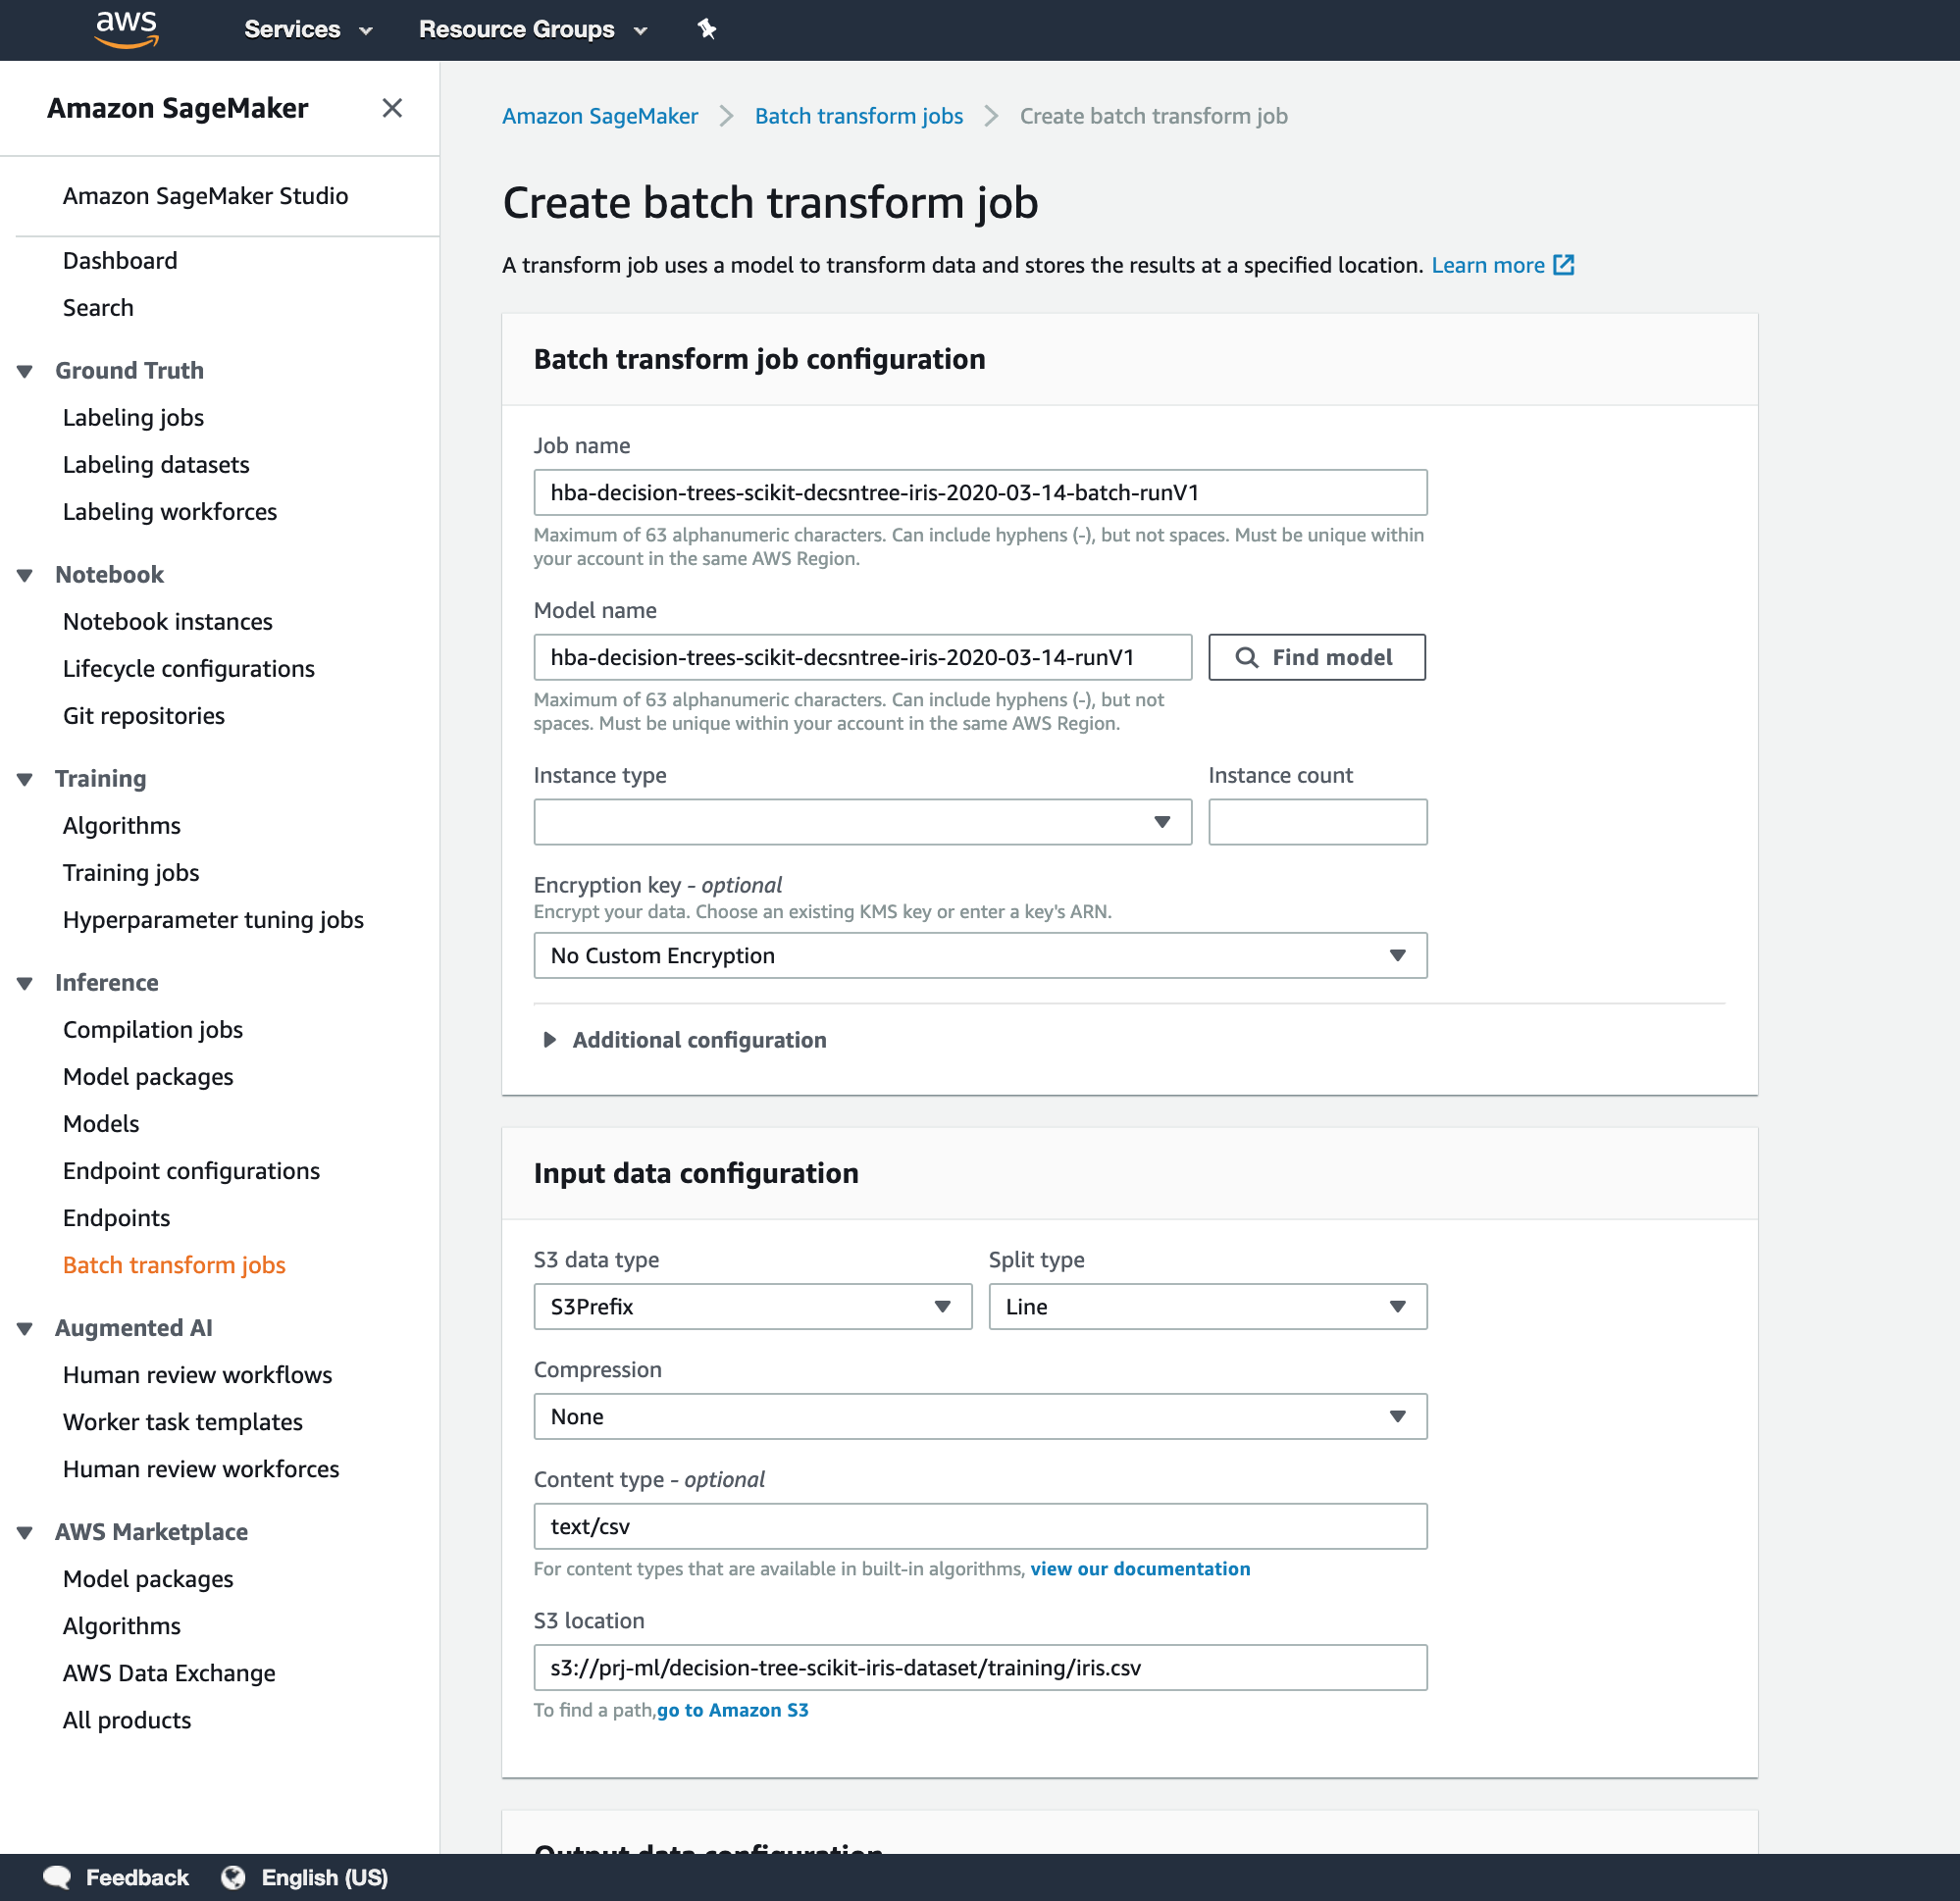 aws
Services
Resource Groups
Amazon SageMaker
Amazon SageMaker Studio
Dashboard
Search
Ground Truth
Labeling jobs
Labeling datasets
Labeling workforces
Notebook
Notebook instances
Lifecycle configurations
Git repositories
Training
Algorithms
Training jobs
Hyperparameter tuning jobs
Inference
Compilation jobs
Model packages
Models
Endpoint configurations
Endpoints
Batch transform jobs
Augmented AI
Human review workflows
Worker task templates
Human review workforces
AWS Marketplace
Model packages
Algorithms
AWS Data Exchange
All products
Amazon SageMaker
Batch transform jobs
Create batch transform job
Create batch transform job
A transform job uses a model to transform data and stores the results at a specified location. Learn more
Batch transform job configuration
Job name
hba-decision-trees-scikit-decsntree-iris-2020-03-14-batch-runV1
Maximum of 63 alphanumeric characters. Can include hyphens (-), but not spaces. Must be unique within
your account in the same AWS Region.
Model name
hba-decision-trees-scikit-decsntree-iris-2020-03-14-runV1
Find model
Maximum of 63 alphanumeric characters. Can include hyphens (-), but not
spaces. Must be unique within your account in the same AWS Region.
Instance type
Instance count
Encryption key - optional
Encrypt your data. Choose an existing KMS key or enter a key's ARN.
No Custom Encryption
Additional configuration
Input data configuration
S3 data type
Split type
S3Prefix
Line
Compression
None
Content type - optional
text/csv
For content types that are available in built-in algorithms, view our documentation
S3 location
s3://prj-ml/decision-tree-scikit-iris-dataset/training/iris.csv
To find a path,go to Amazon S3
Output data configuration
Feedback
English (US)